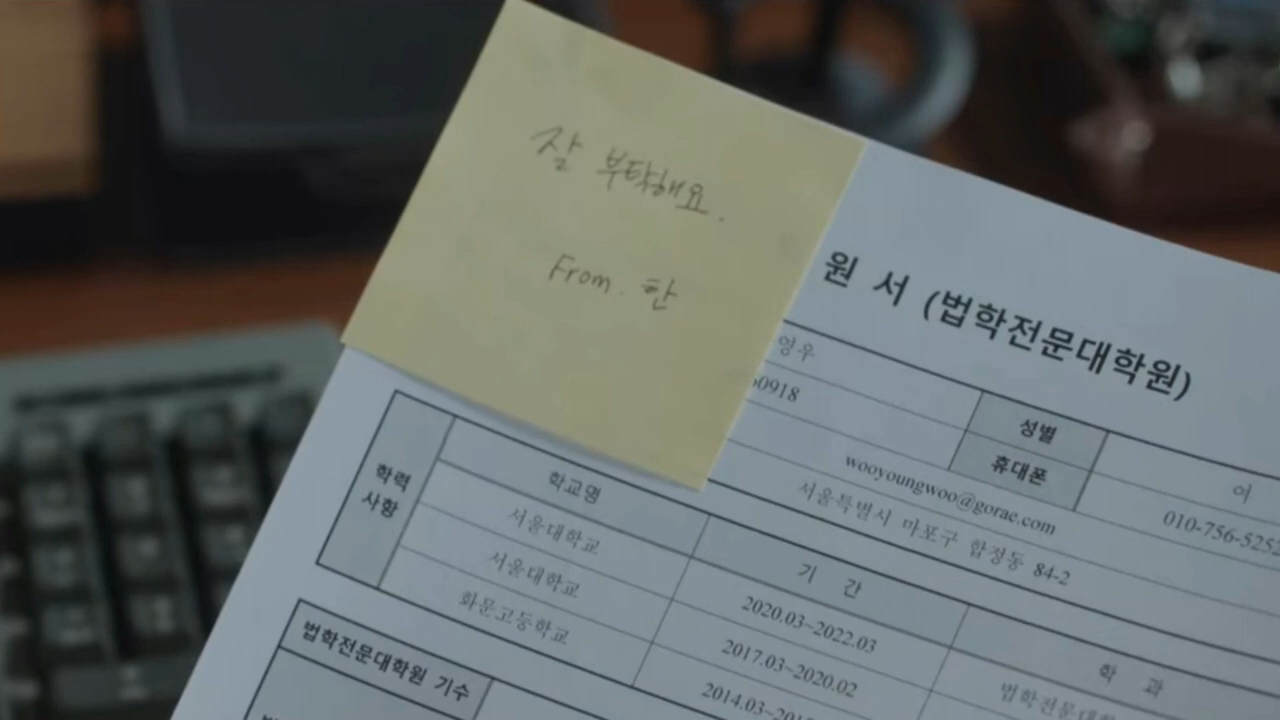 잘 부탁해요.
From. 한
원 서 (법학전문대학원)
영우
0918
성별
여
휴대폰
010-756-5252
wooyoungwoo@gorae.com
서울특별시 마포구 합정동 84-2
학력
사항
학교명
기 간
학 과
서울대학교
2020.03~2022.03
법학전문대학
서울대학교
2017.03~2020.02
화문고등학교
2014.03~201
법학전문대학원 기수